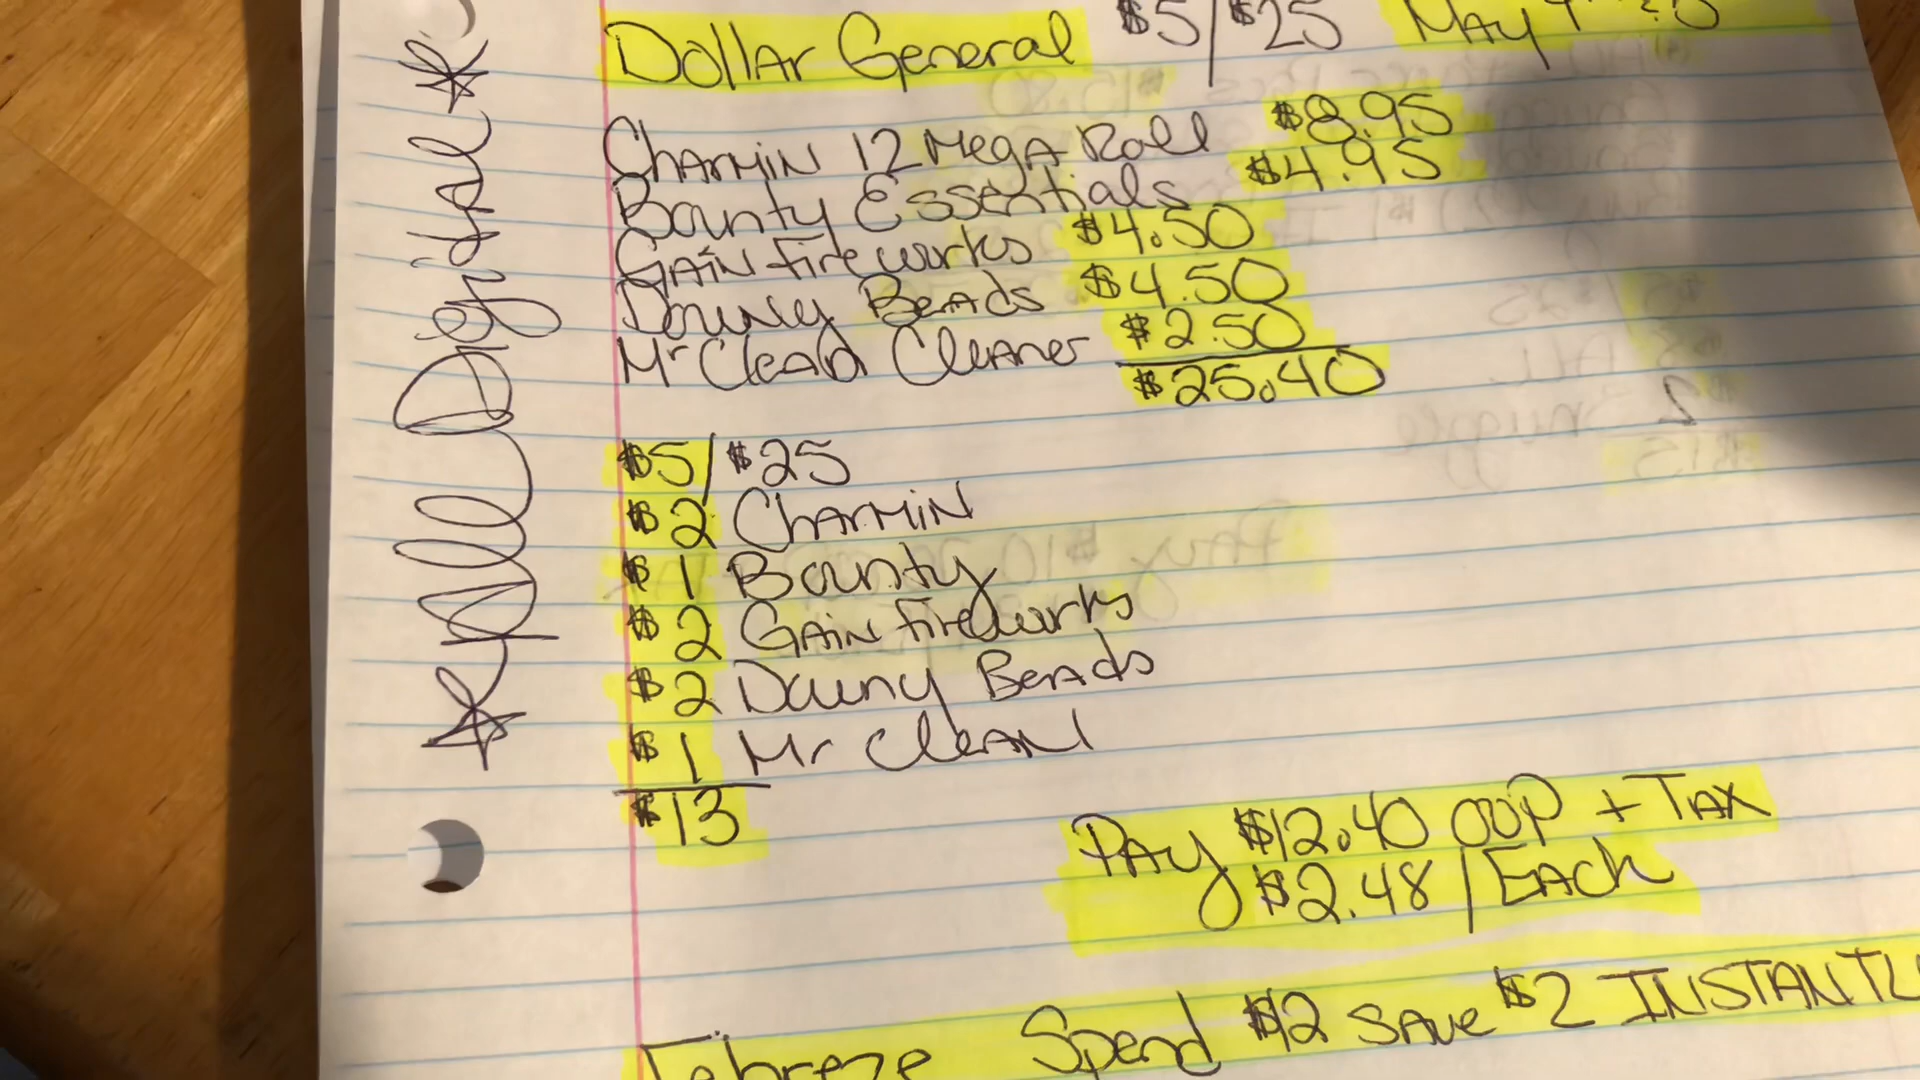 Dollar General $5/$25 May
Charmin 12 Mega Roll $8.95
Bounty Essentials $4.95
Gain Fireworks $4.50
Downy Beads $4.50
Mr Clean Cleaner $2.50
$25.40
$5/$25
$2 Charmin
$1 Bounty
$2 Gain Fireworks
$2 Downy Beads
$1 Mr Clean
$13
Pay $12.40 OOP + Tax
$2.48/Each
Febreze Spend $12 Save $2 INSTANTL
* All Digital *